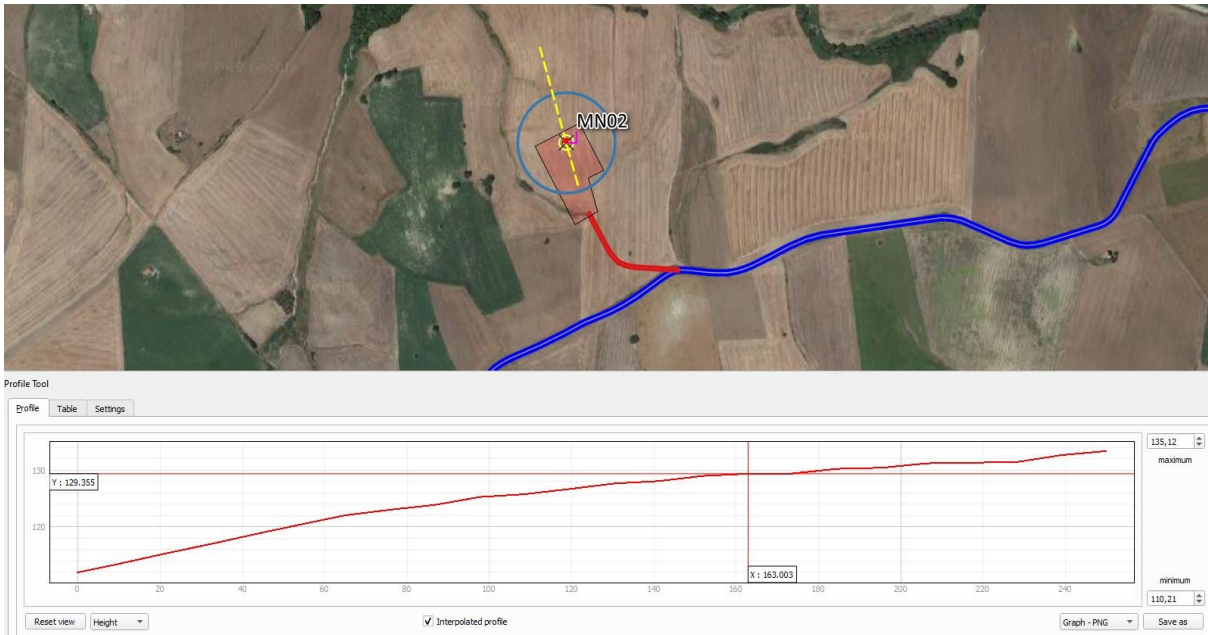 MN02
Profile Tool
Profile Table Settings
135,12
maximum
130
Y : 129.355
120
X : 163.003
minimum
110,21
0 20 40 60 80 100 120 140 160 180 200 220 240
Reset view Height Interpolated profile Graph - PNG Save as